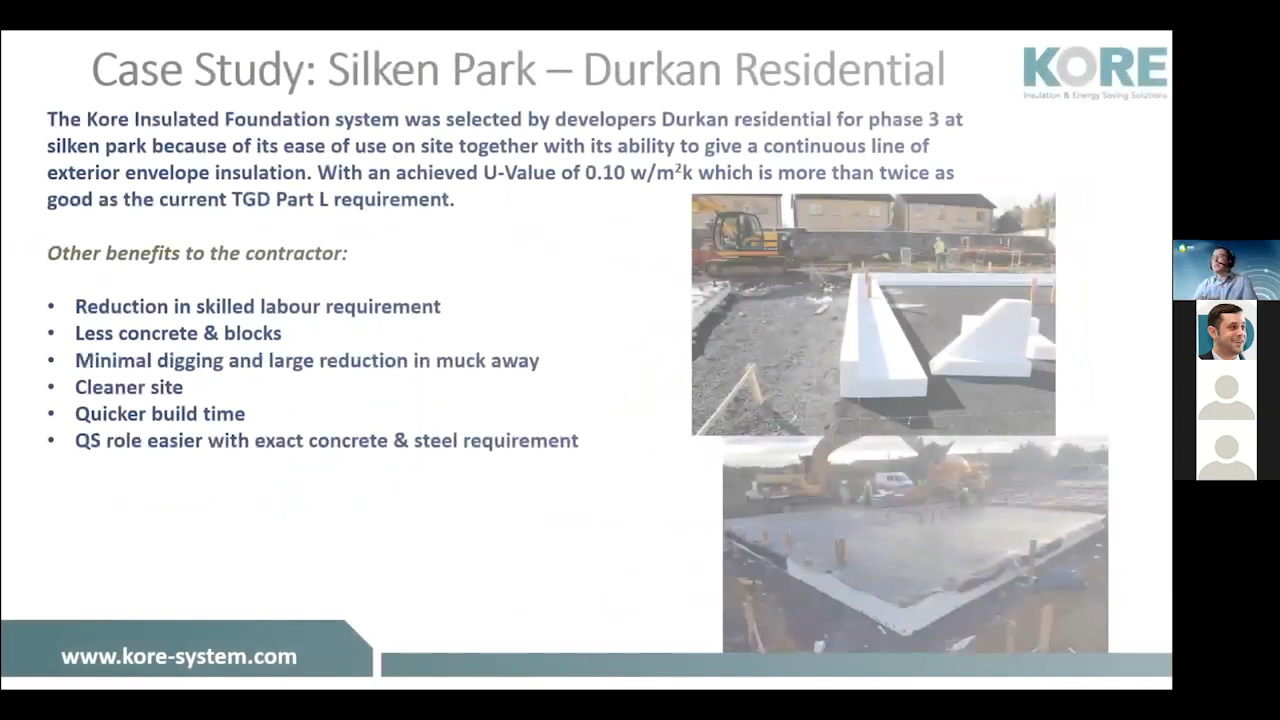 Case Study: Silken Park – Durkan Residential
KORE
Insulation & Energy Saving Solutions
The Kore Insulated Foundation system was selected by developers Durkan residential for phase 3 at
silken park because of its ease of use on site together with its ability to give a continuous line of
exterior envelope insulation. With an achieved U-Value of 0.10 w/m²k which is more than twice as
good as the current TGD Part L requirement.
Other benefits to the contractor:
• Reduction in skilled labour requirement
• Less concrete & blocks
• Minimal digging and large reduction in muck away
• Cleaner site
• Quicker build time
• QS role easier with exact concrete & steel requirement
www.kore-system.com